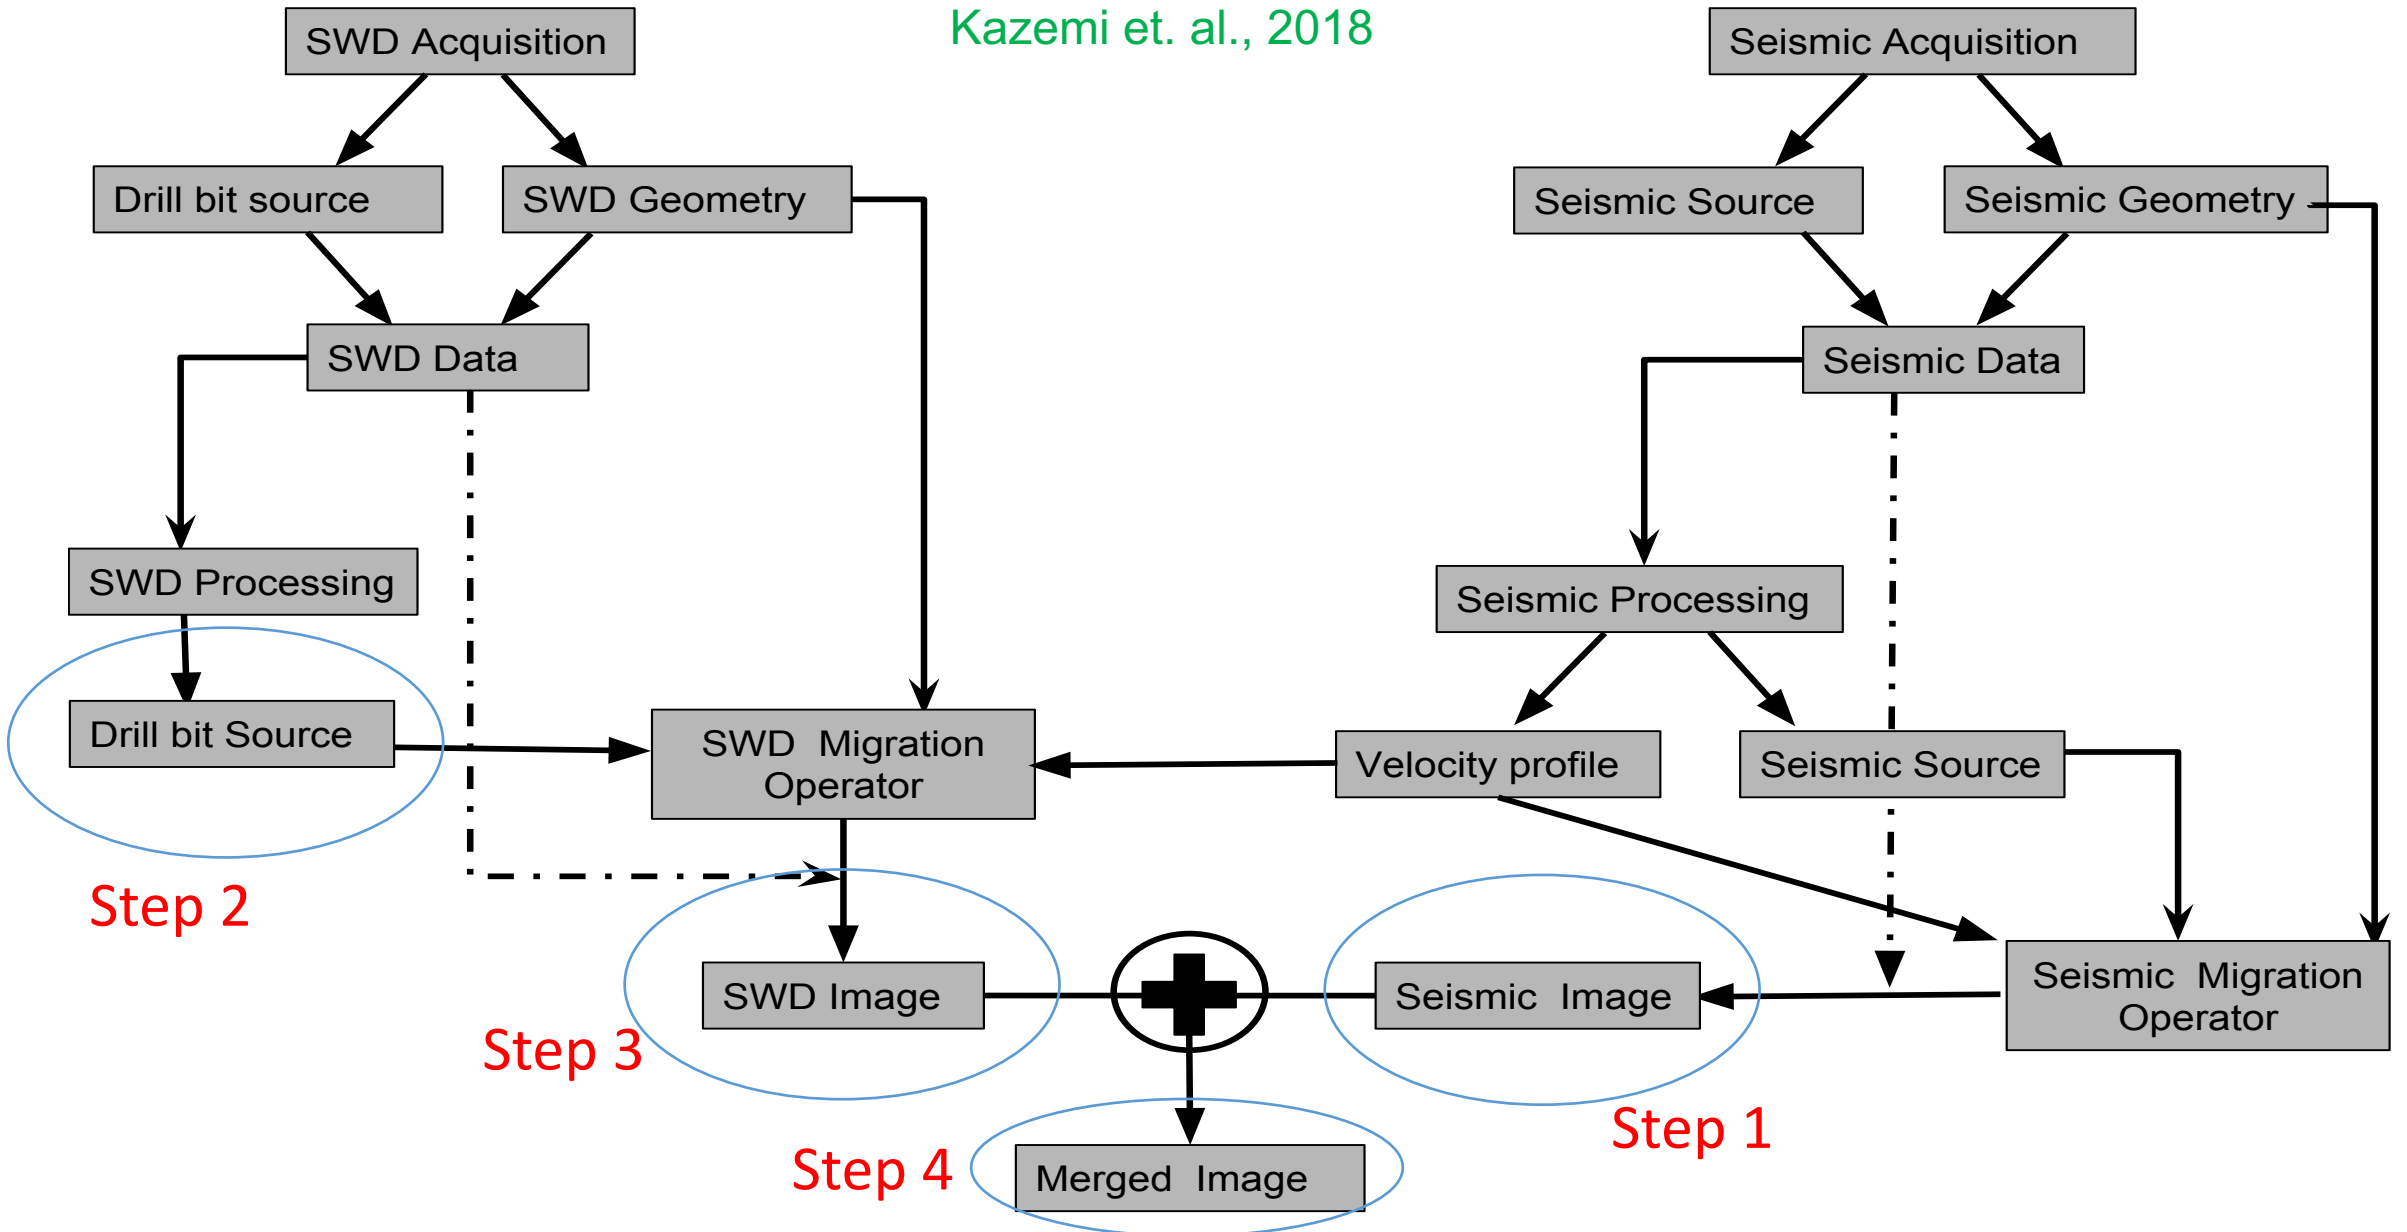 SWD Acquisition
Kazemi et. al., 2018
Seismic Acquisition
Drill bit source
SWD Geometry
Seismic Source
Seismic Geometry
SWD Data
Seismic Data
SWD Processing
Seismic Processing
Drill bit Source
SWD Migration
Operator
Velocity profile
Seismic Source
Step 2
SWD Image
Seismic Image
Seismic Migration
Operator
Step 3
Step 1
Step 4
Merged Image